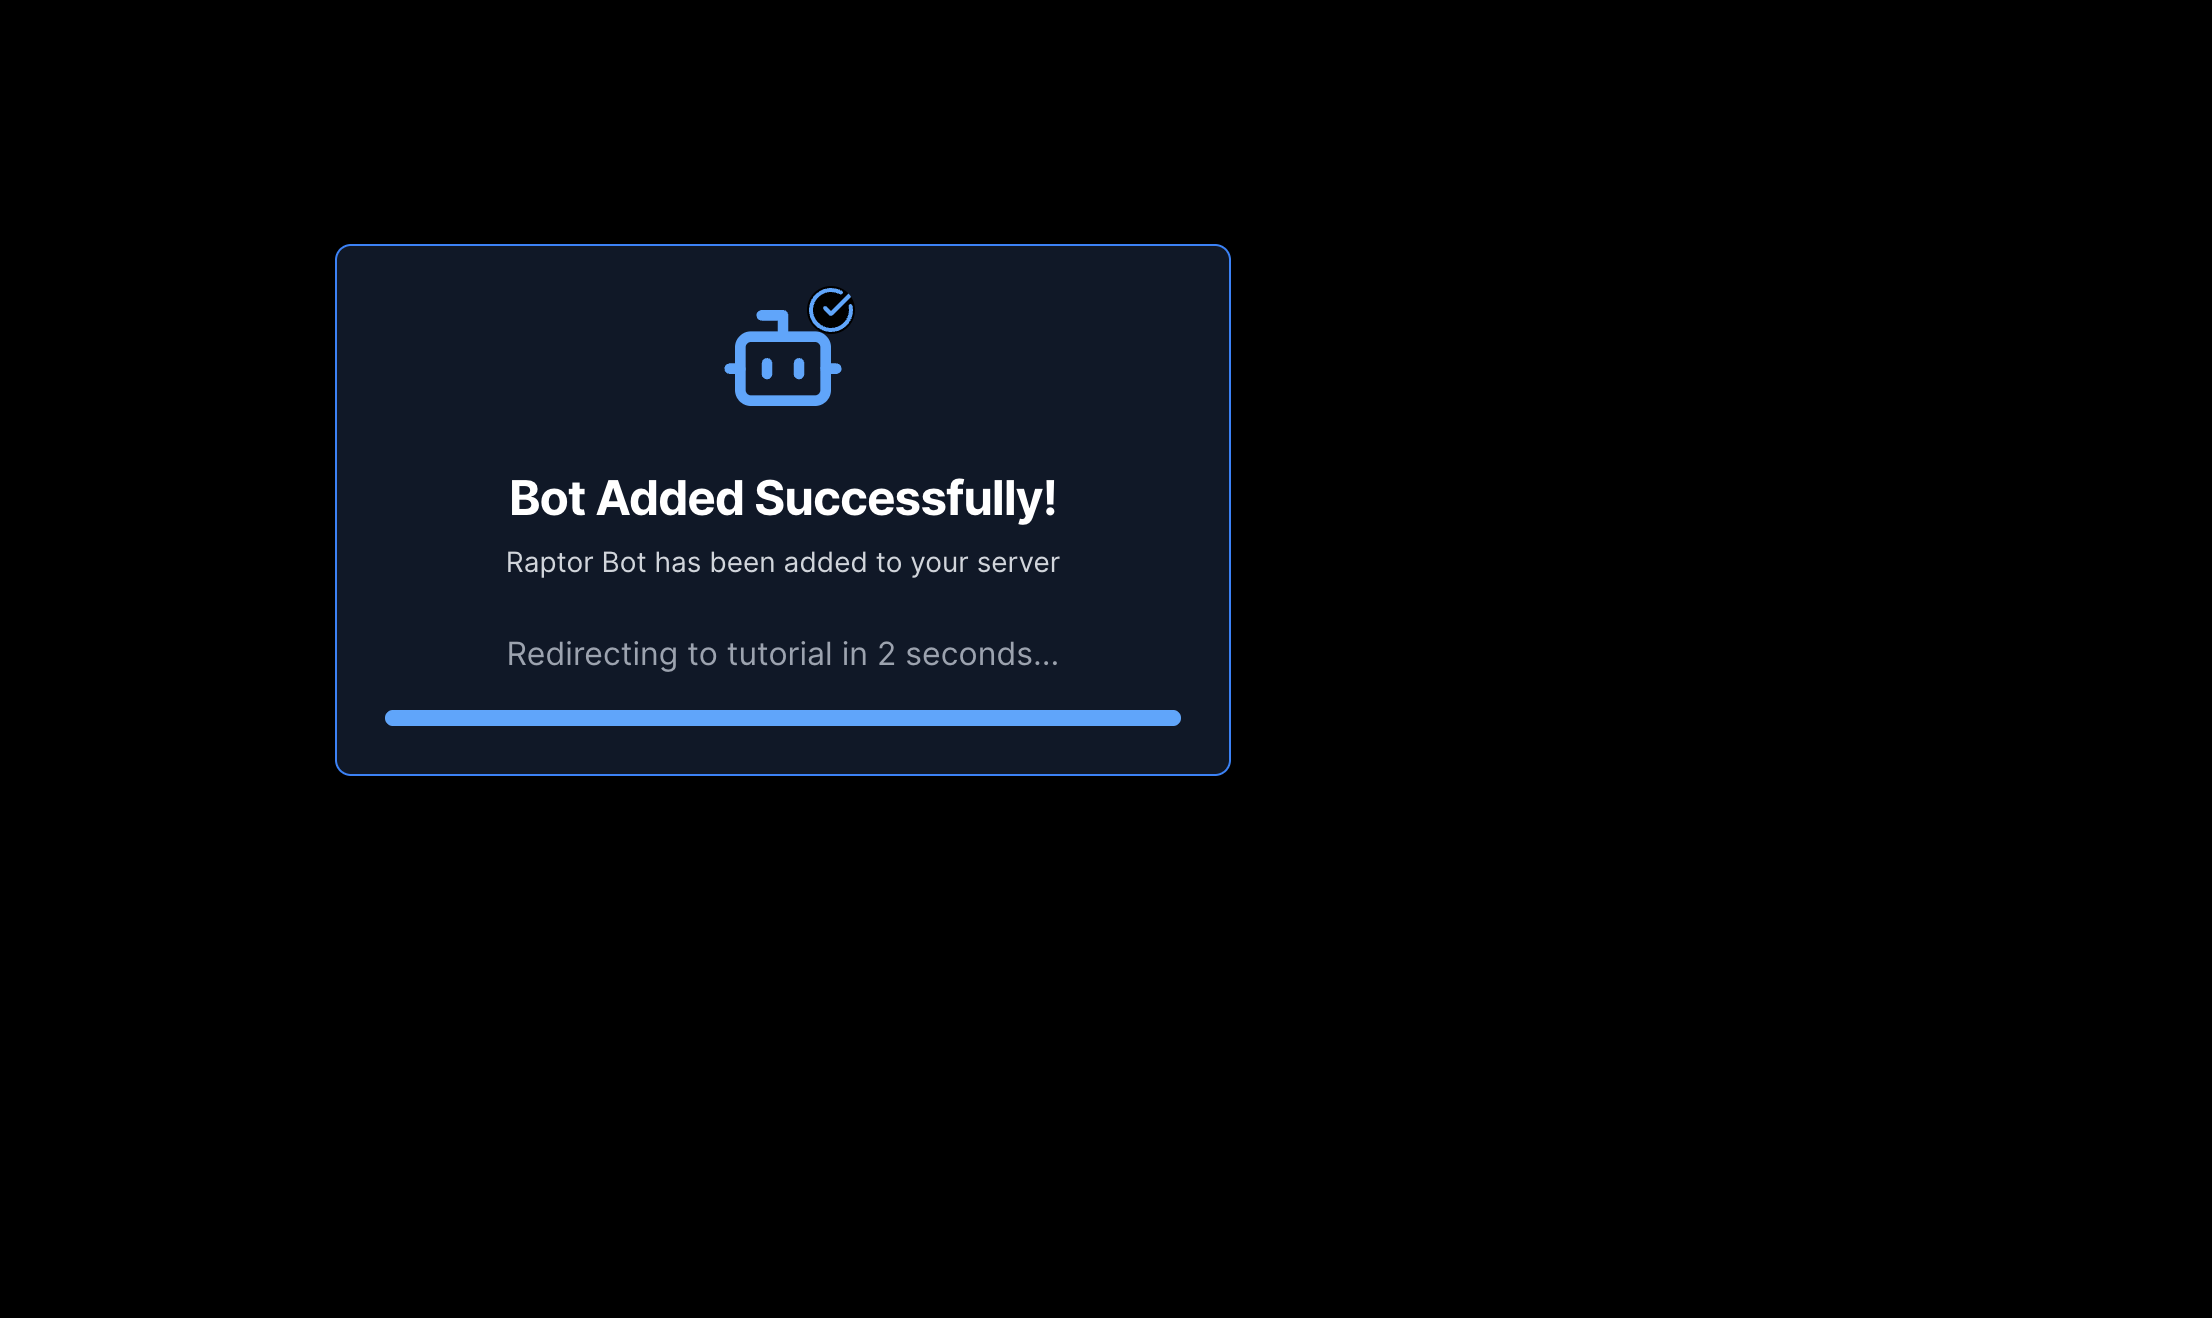 Bot Added Successfully!
Raptor Bot has been added to your server
Redirecting to tutorial in 2 seconds...